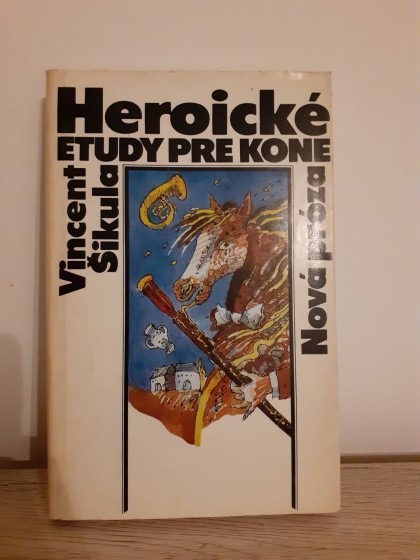 Heroické
ETUDY PRE KONE
Vincent
Šikula
Nová próza